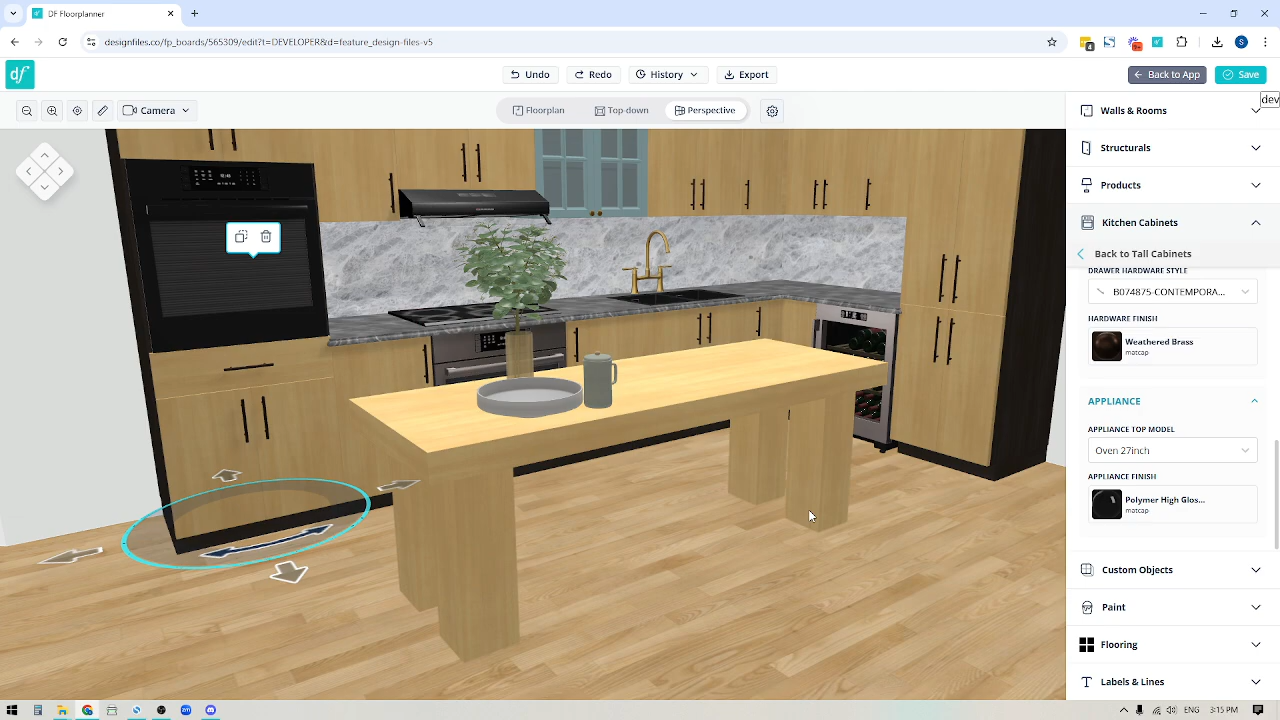 DF Floorplanner
designfiles.co/fp_boards/565309/edit?t=DEVELOPER&d=feature_design-files-v5
df
Undo
Redo
History
Export
Back to App
Save
dev
Camera
Floorplan
Top-down
Perspective
Walls & Rooms
Structurals
Products
Kitchen Cabinets
Back to Tall Cabinets
DRAWER HARDWARE STYLE
B074875-CONTEMPORA...
HARDWARE FINISH
Weathered Brass
matcap
APPLIANCE
APPLIANCE TOP MODEL
Oven 27inch
APPLIANCE FINISH
Polymer High Glos...
matcap
Custom Objects
Paint
Flooring
Labels & Lines
ENG
3:15 PM